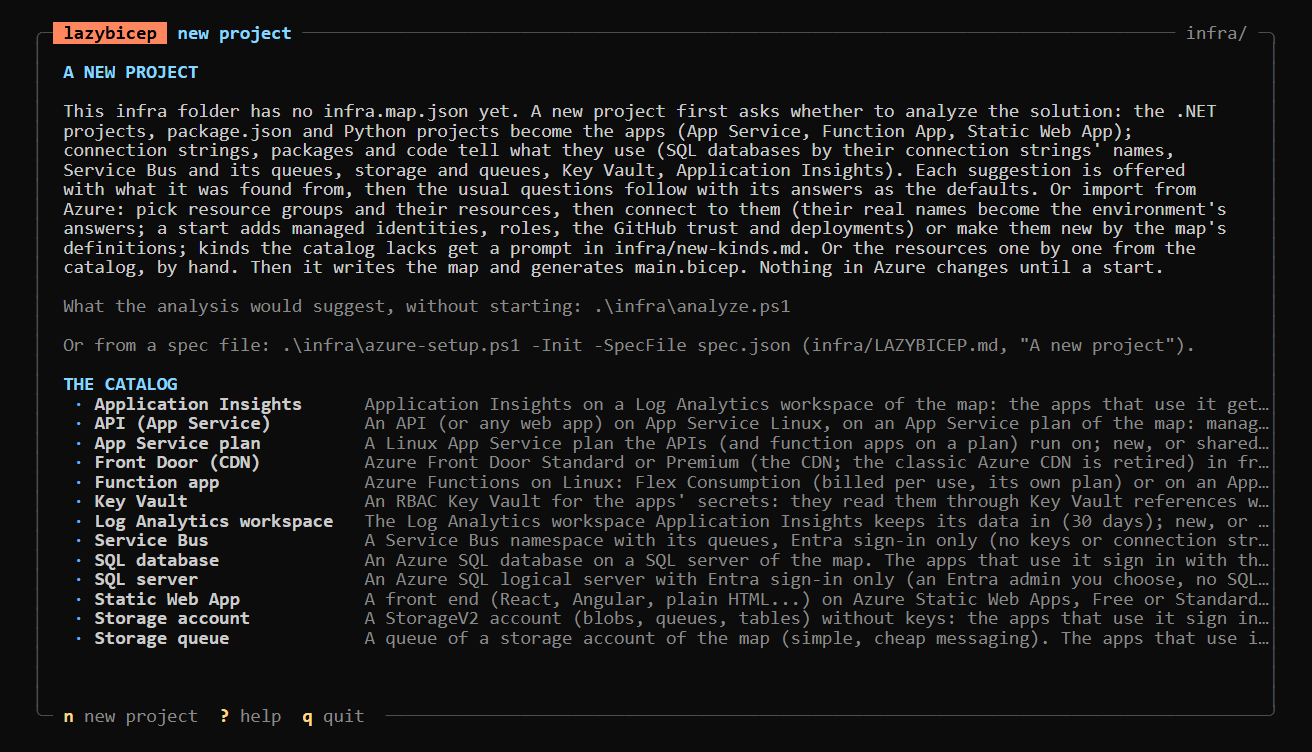 lazybicep new project infra/
A NEW PROJECT
This infra folder has no infra.map.json yet. A new project first asks whether to analyze the solution: the .NET
projects, package.json and Python projects become the apps (App Service, Function App, Static Web App);
connection strings, packages and code tell what they use (SQL databases by their connection strings' names,
Service Bus and its queues, storage and queues, Key Vault, Application Insights). Each suggestion is offered
with what it was found from, then the usual questions follow with its answers as the defaults. Or import from
Azure: pick resource groups and their resources, then connect to them (their real names become the environment's
answers; a start adds managed identities, roles, the GitHub trust and deployments) or make them new by the map's
definitions; kinds the catalog lacks get a prompt in infra/new-kinds.md. Or the resources one by one from the
catalog, by hand. Then it writes the map and generates main.bicep. Nothing in Azure changes until a start.
What the analysis would suggest, without starting: .\infra\analyze.ps1
Or from a spec file: .\infra\azure-setup.ps1 -Init -SpecFile spec.json (infra/LAZYBICEP.md, "A new project").
THE CATALOG
· Application Insights Application Insights on a Log Analytics workspace of the map: the apps that use it get…
· API (App Service) An API (or any web app) on App Service Linux, on an App Service plan of the map: manag…
· App Service plan A Linux App Service plan the APIs (and function apps on a plan) run on; new, or shared…
· Front Door (CDN) Azure Front Door Standard or Premium (the CDN; the classic Azure CDN is retired) in fr…
· Function app Azure Functions on Linux: Flex Consumption (billed per use, its own plan) or on an App…
· Key Vault An RBAC Key Vault for the apps' secrets: they read them through Key Vault references w…
· Log Analytics workspace The Log Analytics workspace Application Insights keeps its data in (30 days); new, or …
· Service Bus A Service Bus namespace with its queues, Entra sign-in only (no keys or connection str…
· SQL database An Azure SQL database on a SQL server of the map. The apps that use it sign in with th…
· SQL server An Azure SQL logical server with Entra sign-in only (an Entra admin you choose, no SQL…
· Static Web App A front end (React, Angular, plain HTML...) on Azure Static Web Apps, Free or Standard…
· Storage account A StorageV2 account (blobs, queues, tables) without keys: the apps that use it sign in…
· Storage queue A queue of a storage account of the map (simple, cheap messaging). The apps that use i…
n new project ? help q quit